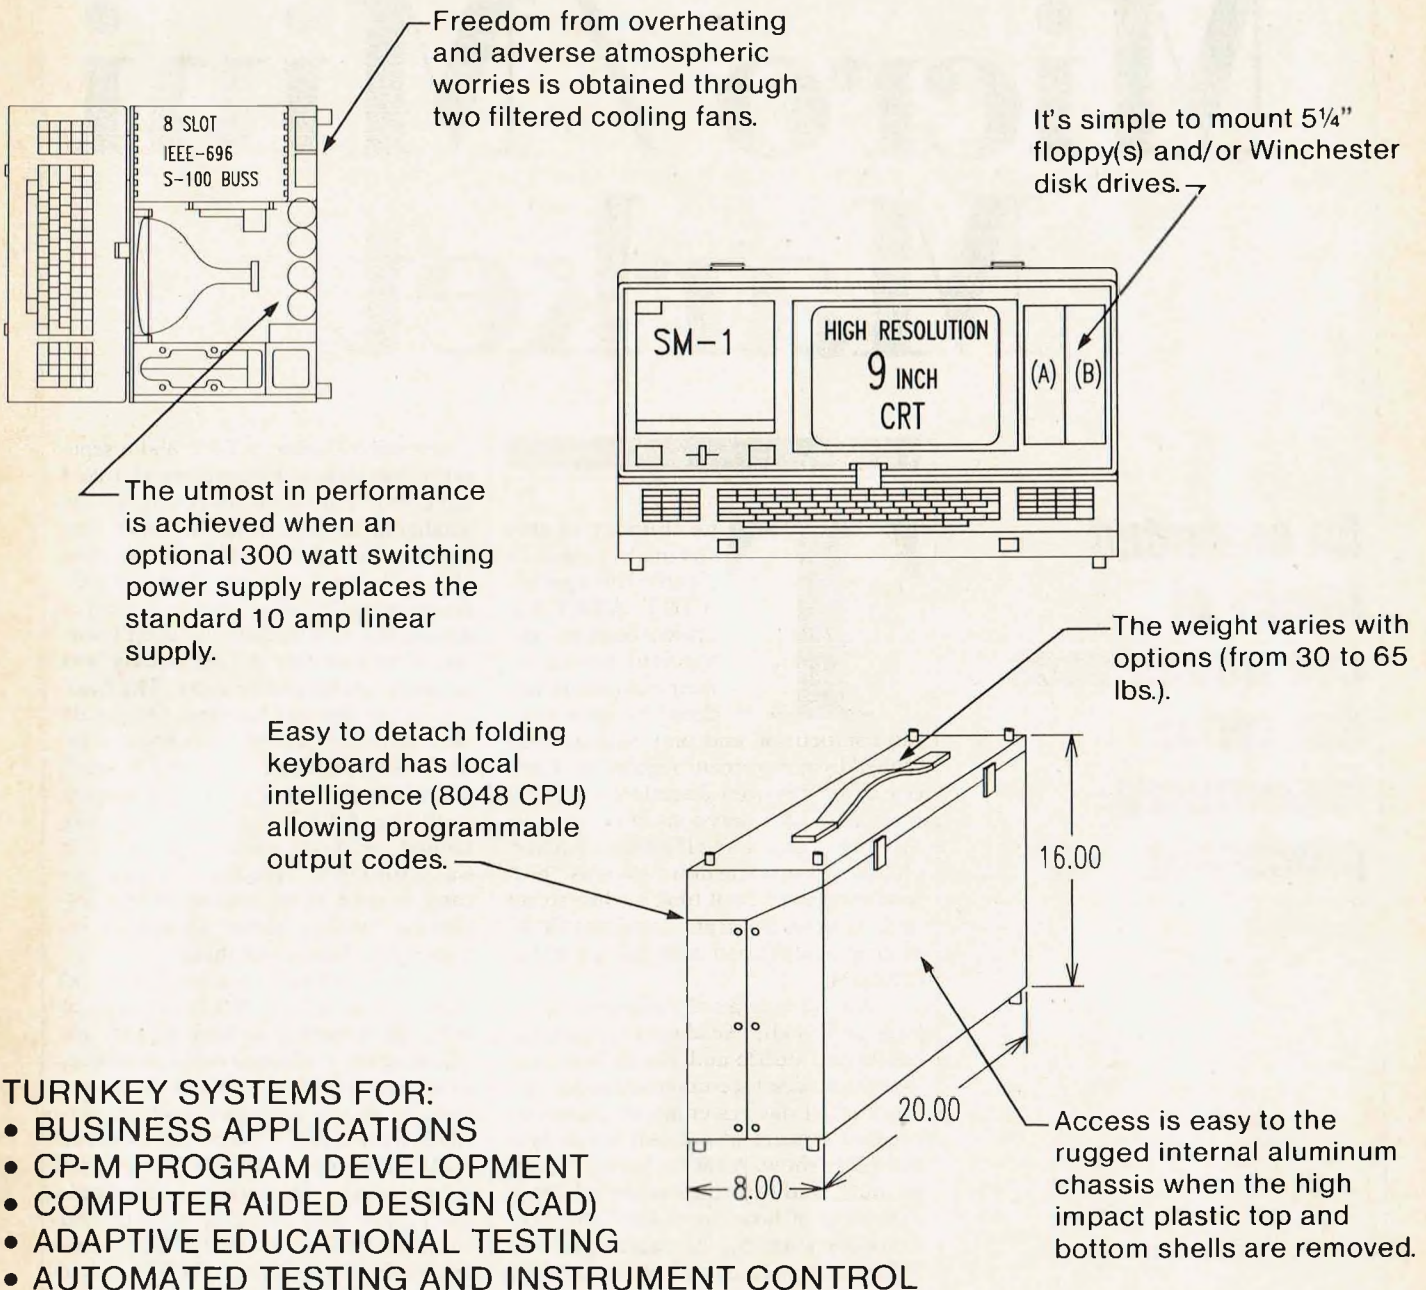 Freedom from overheating
and adverse atmospheric
worries is obtained through
two filtered cooling fans.
8 SLOT
IEEE-696
S-100 BUSS
It's simple to mount 5¼"
floppy(s) and/or Winchester
disk drives.
SM-1
HIGH RESOLUTION
9 INCH
CRT
(A) (B)
The utmost in performance
is achieved when an
optional 300 watt switching
power supply replaces the
standard 10 amp linear
supply.
The weight varies with
options (from 30 to 65
lbs.).
Easy to detach folding
keyboard has local
intelligence (8048 CPU)
allowing programmable
output codes.
16.00
20.00
8.00
Access is easy to the
rugged internal aluminum
chassis when the high
impact plastic top and
bottom shells are removed.
TURNKEY SYSTEMS FOR:
• BUSINESS APPLICATIONS
• CP-M PROGRAM DEVELOPMENT
• COMPUTER AIDED DESIGN (CAD)
• ADAPTIVE EDUCATIONAL TESTING
• AUTOMATED TESTING AND INSTRUMENT CONTROL